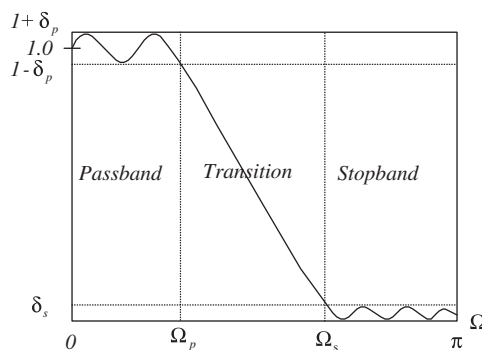 1+ δp
1.0
1- δp
Passband Transition Stopband
δs
Ω
0 Ωp Ωs π